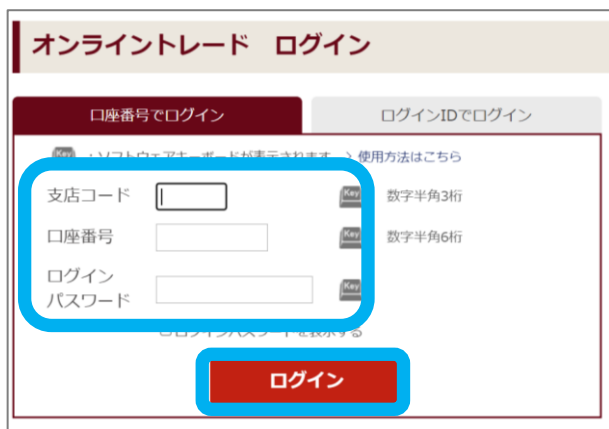 オンライントレード ログイン
口座番号でログイン ログインIDでログイン
Key :ソフトウェアキーボードが表示されます > 使用方法はこちら
支店コード Key 数字半角3桁
口座番号 Key 数字半角6桁
ログイン
パスワード Key
□ログインパスワードを表示する
ログイン